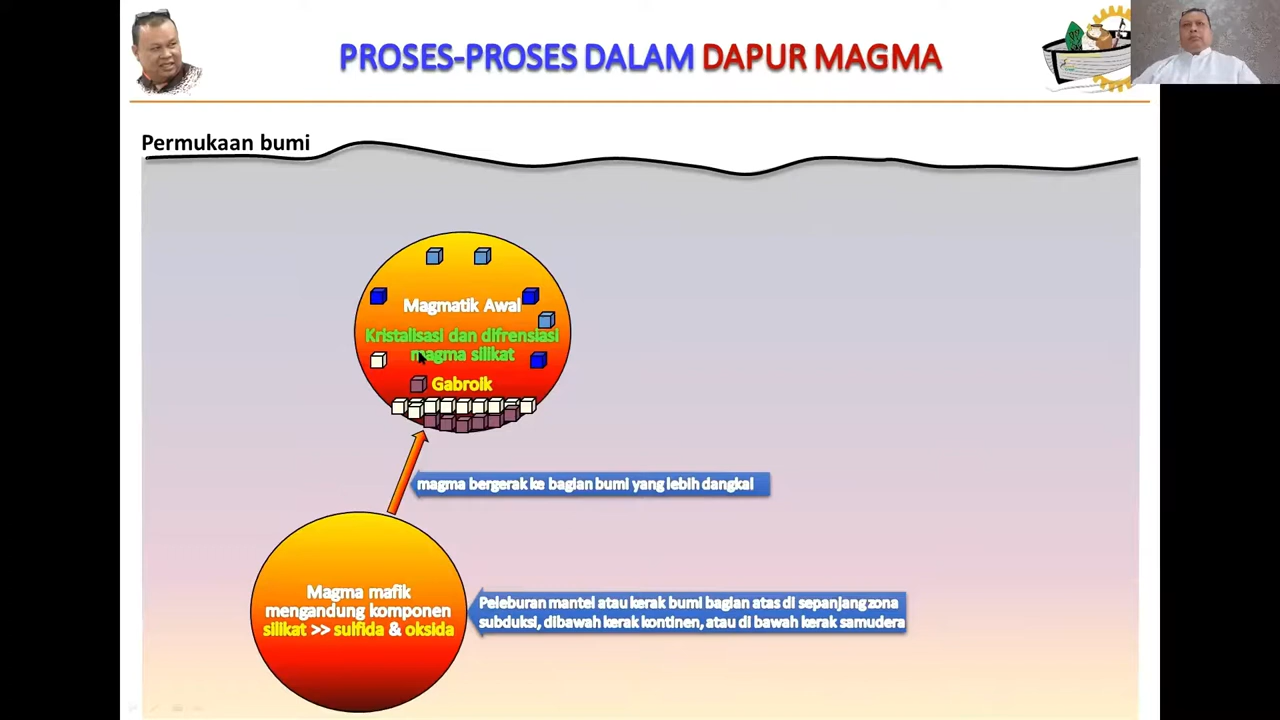 PROSES-PROSES DALAM DAPUR MAGMA
Permukaan bumi
Magmatik Awal
Kristalisasi dan difrensiasi
magma silikat
Gabroik
magma bergerak ke bagian bumi yang lebih dangkal
Magma mafik
mengandung komponen
silikat >> sulfida & oksida
Peleburan mantel atau kerak bumi bagian atas di sepanjang zona
subduksi, dibawah kerak kontinen, atau di bawah kerak samudera